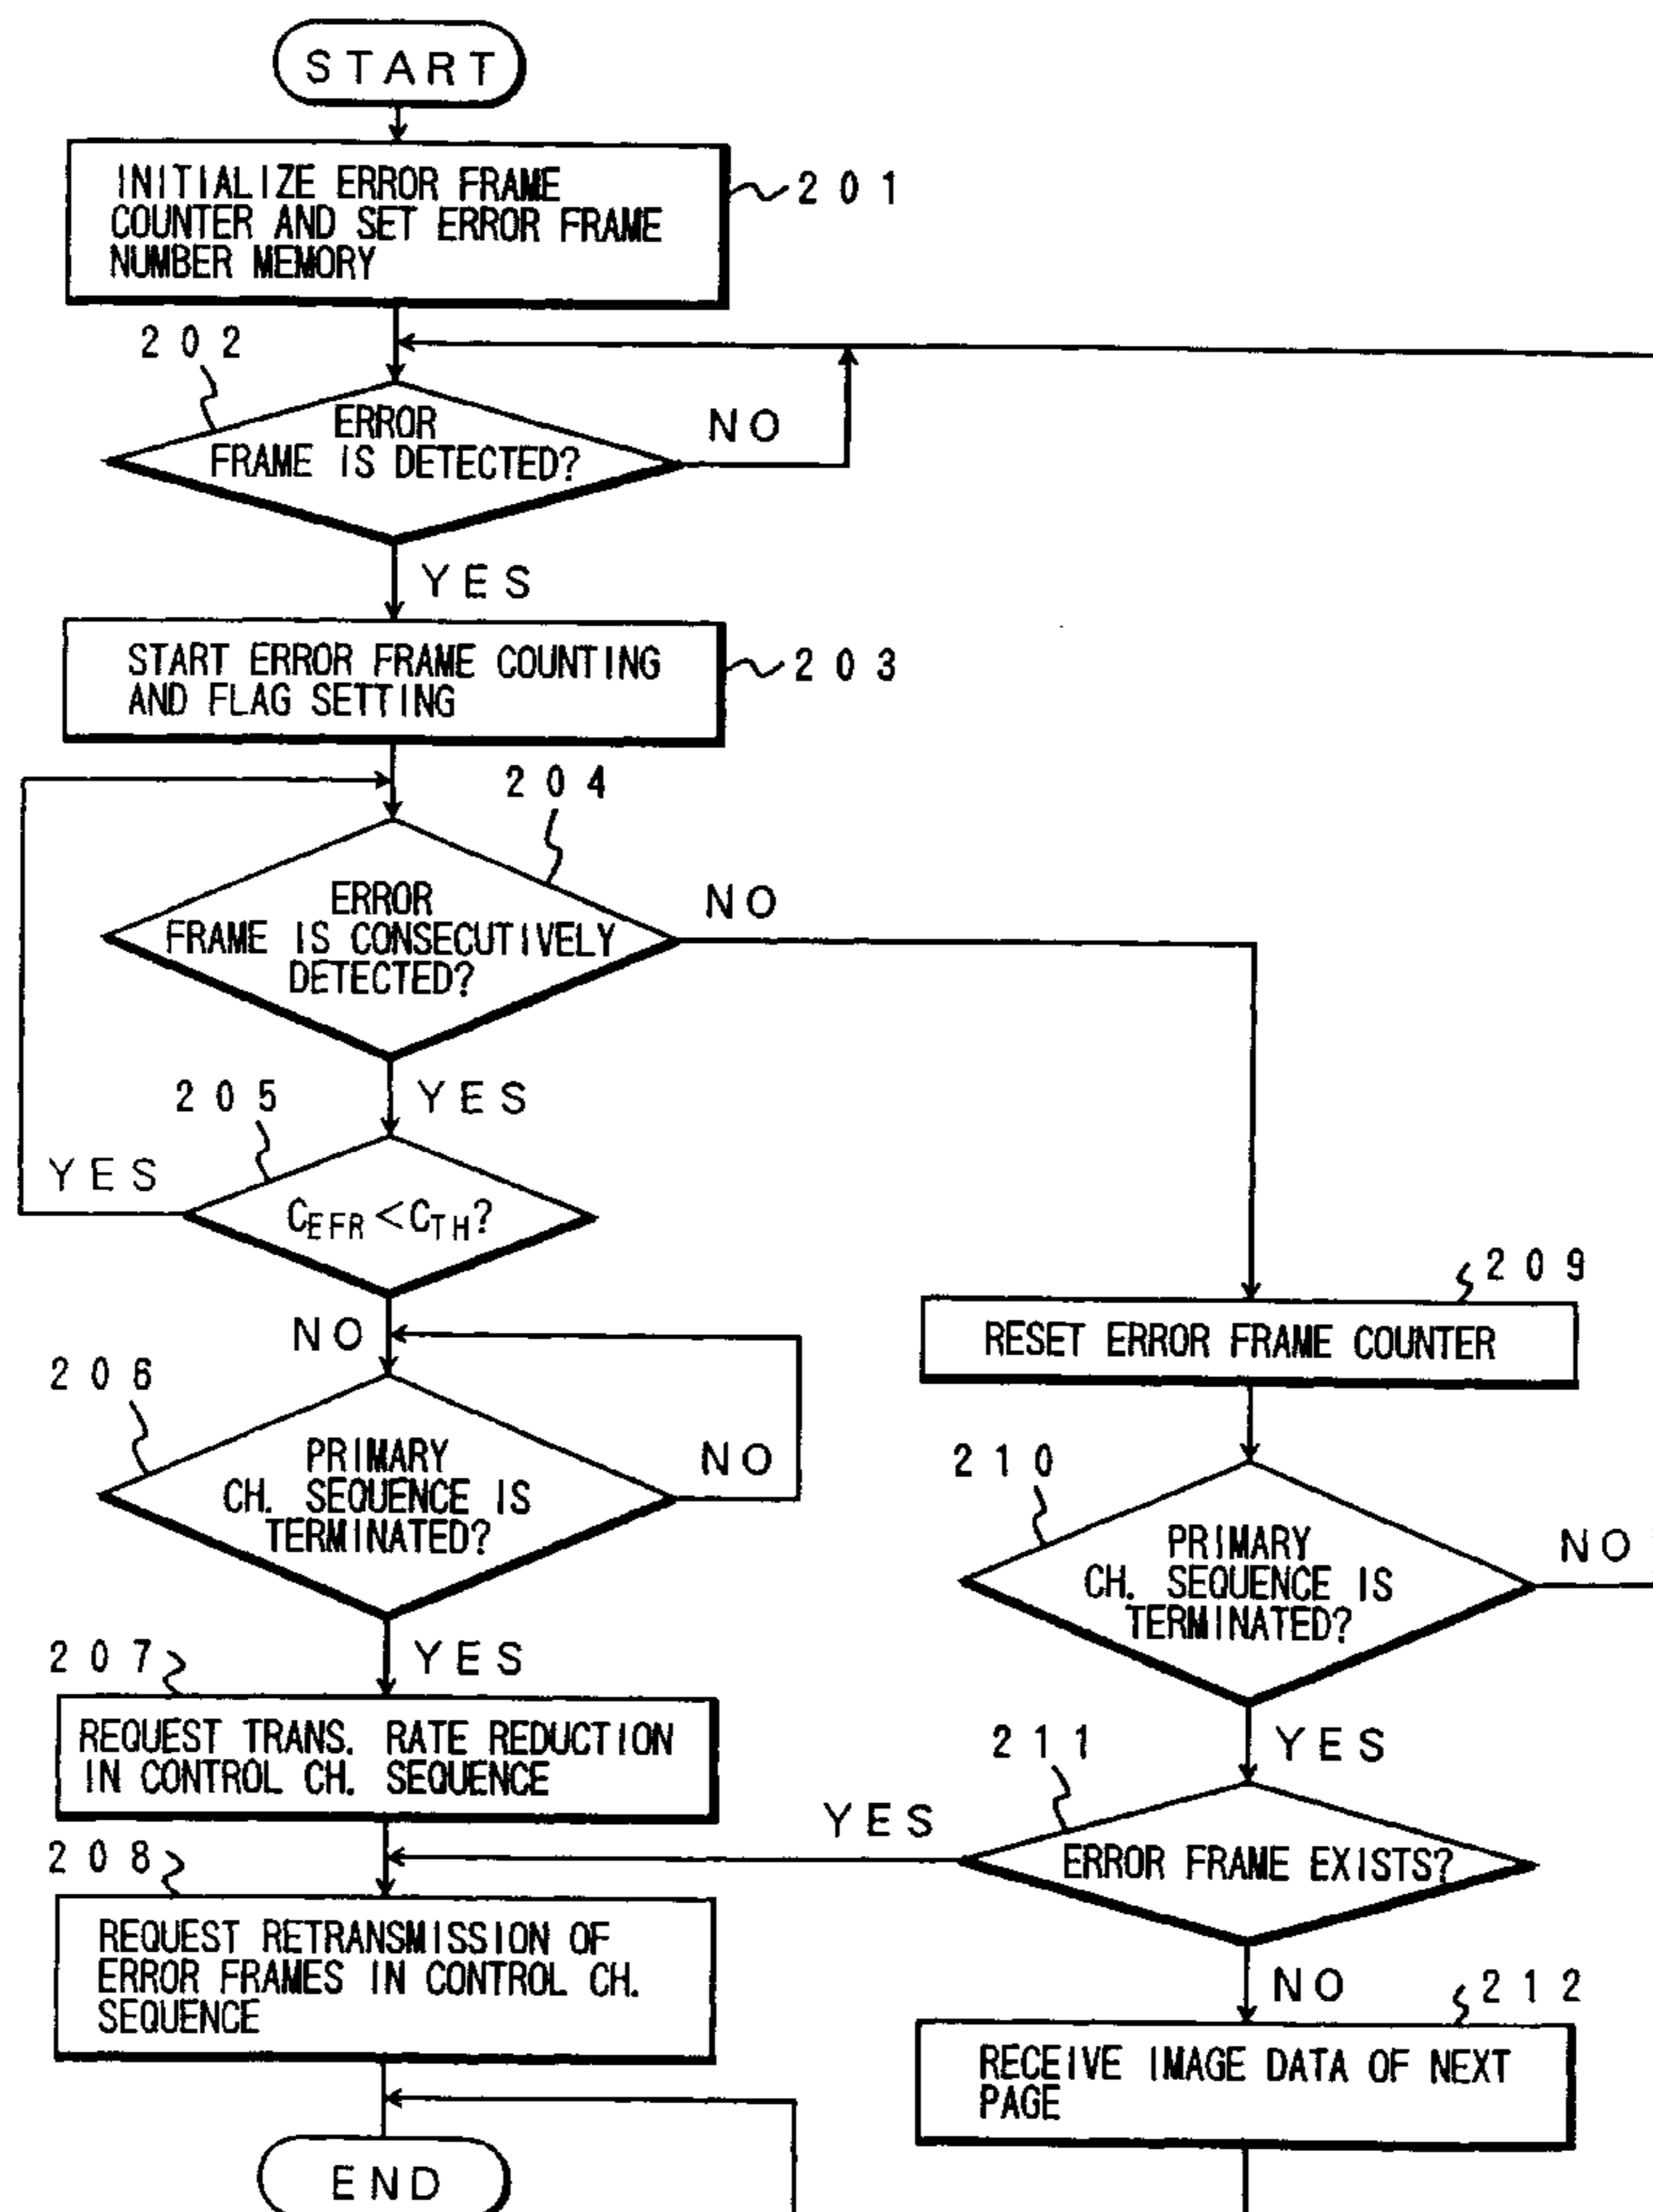 START
INITIALIZE ERROR FRAME
COUNTER AND SET ERROR FRAME
NUMBER MEMORY
201
202
ERROR
FRAME IS DETECTED?
NO
YES
START ERROR FRAME COUNTING
AND FLAG SETTING
203
204
ERROR
FRAME IS CONSECUTIVELY
DETECTED?
NO
YES
205
YES
C_EFR < C_TH?
NO
206
PRIMARY
CH. SEQUENCE IS
TERMINATED?
NO
YES
207
REQUEST TRANS. RATE REDUCTION
IN CONTROL CH. SEQUENCE
208
REQUEST RETRANSMISSION OF
ERROR FRAMES IN CONTROL CH.
SEQUENCE
END
209
RESET ERROR FRAME COUNTER
210
PRIMARY
CH. SEQUENCE IS
TERMINATED?
NO
YES
211
YES
ERROR FRAME EXISTS?
NO
212
RECEIVE IMAGE DATA OF NEXT
PAGE